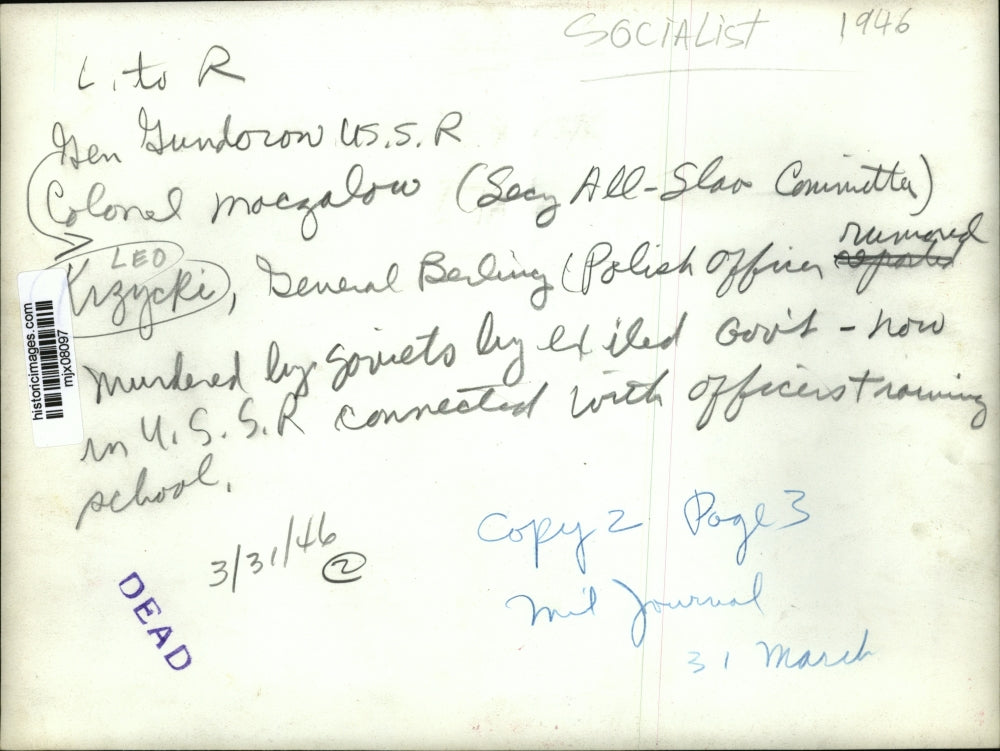 SOCIALIST 1946
L. to R
Gen Gundorow U.S.S.R
Colonel Moczalow (Secy All-Slav Committee)
LEO
Krzycki, General Berling (Polish Officer rumored reported
murdered by Soviets by exiled Gov't - now
in U.S.S.R connected with officers training
school.
historicimages.com
mjx08097
3/31/46
2
Copy 2 Page 3
Mil Journal
31 March
DEAD